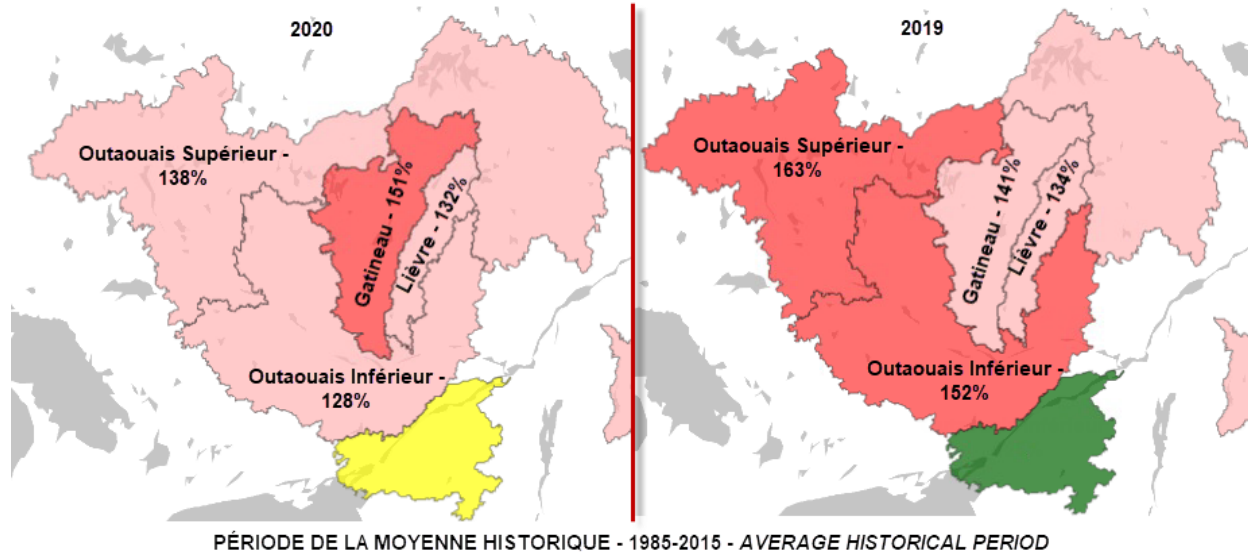 2020
Outaouais Supérieur -
138%
Gatineau - 151%
Lièvre - 132%
Outaouais Inférieur -
128%
2019
Outaouais Supérieur -
163%
Gatineau - 141%
Lièvre - 134%
Outaouais Inférieur -
152%
PÉRIODE DE LA MOYENNE HISTORIQUE - 1985-2015 - AVERAGE HISTORICAL PERIOD